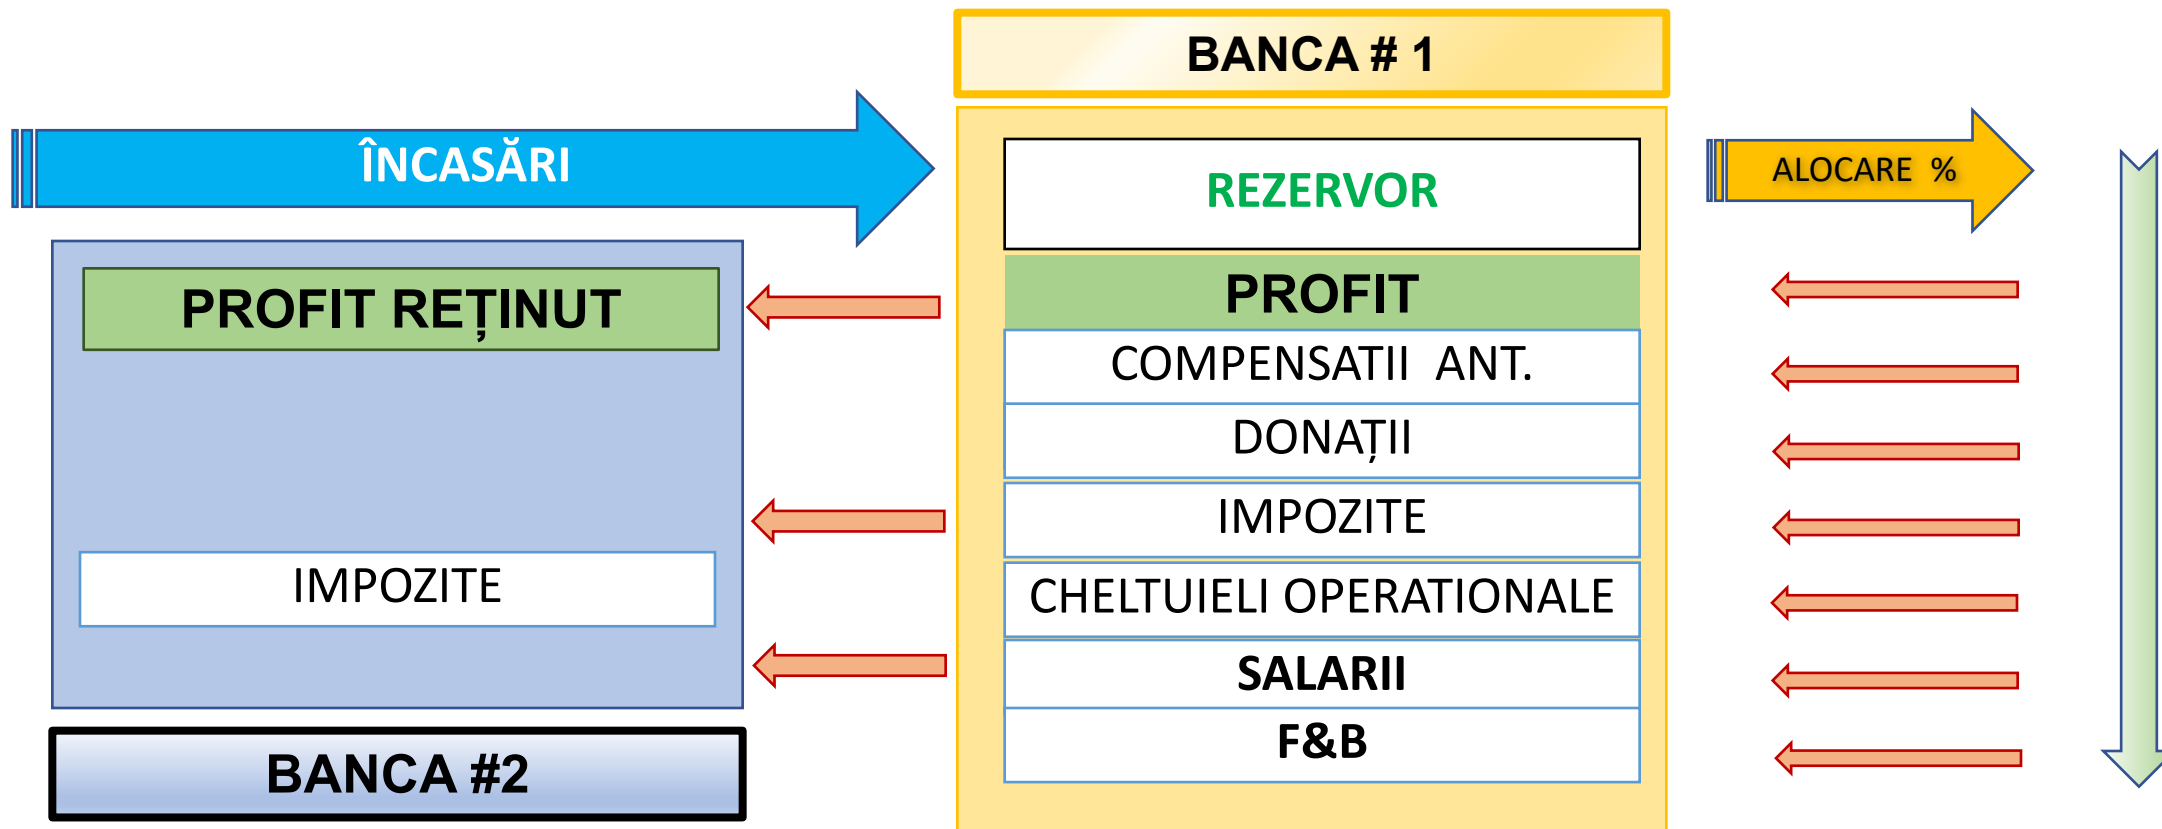 BANCA # 1
ÎNCASĂRI
REZERVOR
ALOCARE %
PROFIT
COMPENSATII ANT.
DONAȚII
IMPOZITE
CHELTUIELI OPERATIONALE
SALARII
F&B
PROFIT REȚINUT
IMPOZITE
BANCA #2